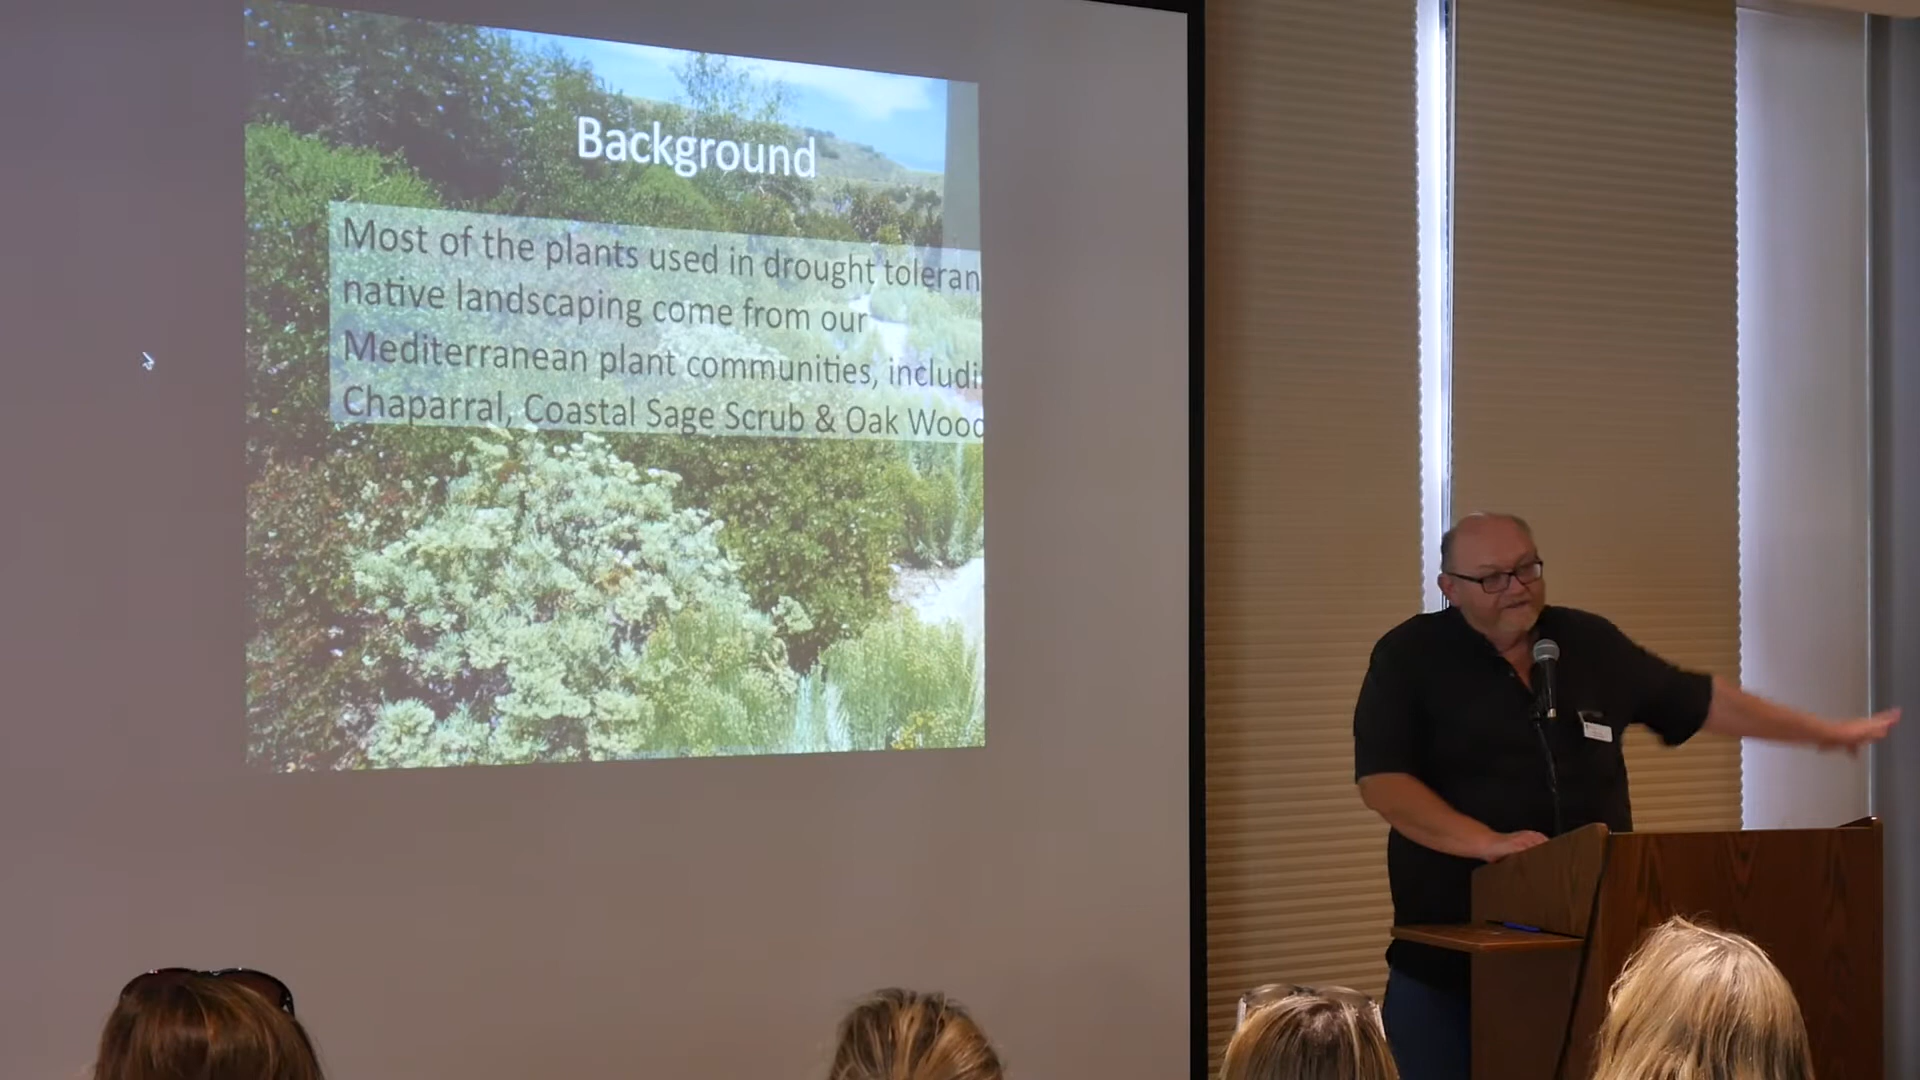 Background
Most of the plants used in drought toleran
native landscaping come from our
Mediterranean plant communities, includi
Chaparral, Coastal Sage Scrub & Oak Wood